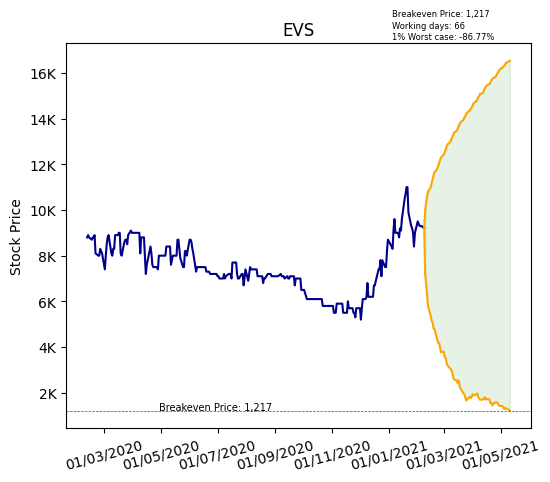 Breakeven Price: 1,217
Working days: 66
1% Worst case: -86.77%
EVS
Stock Price
16K
14K
12K
10K
8K
6K
4K
2K
Breakeven Price: 1,217
01/03/2020
01/05/2020
01/07/2020
01/09/2020
01/11/2020
01/01/2021
01/03/2021
01/05/2021